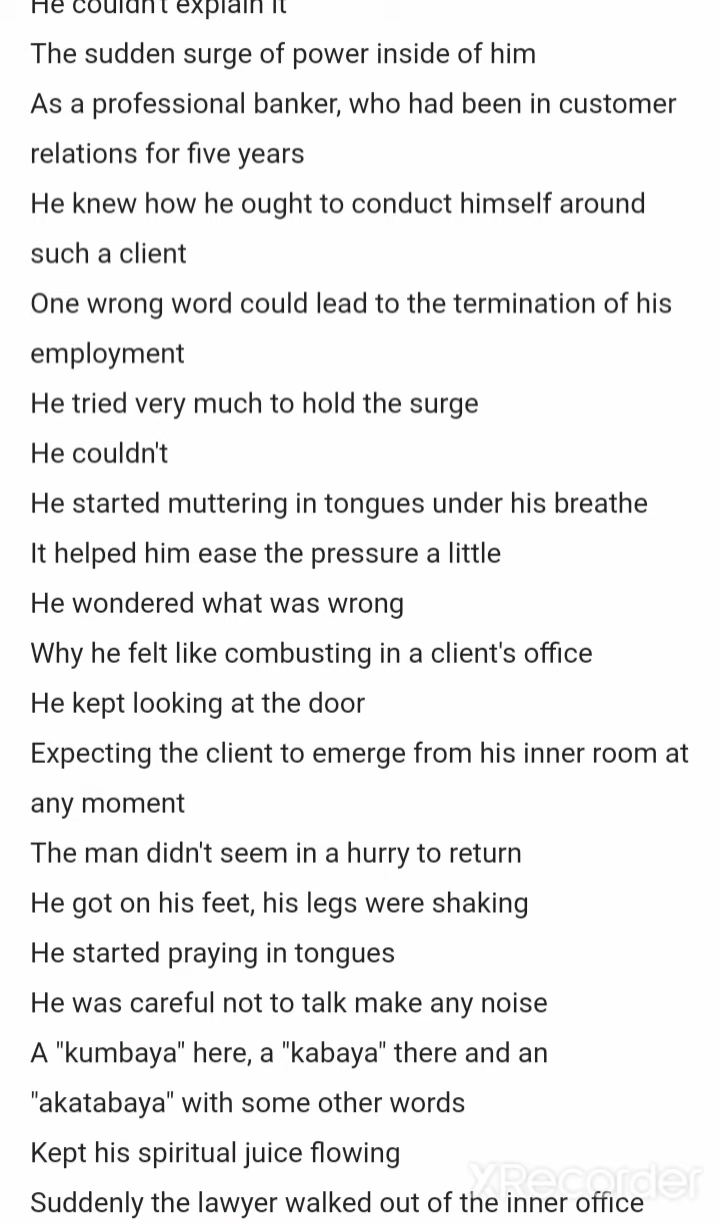 He couldn't explain it
The sudden surge of power inside of him
As a professional banker, who had been in customer
relations for five years
He knew how he ought to conduct himself around
such a client
One wrong word could lead to the termination of his
employment
He tried very much to hold the surge
He couldn't
He started muttering in tongues under his breathe
It helped him ease the pressure a little
He wondered what was wrong
Why he felt like combusting in a client's office
He kept looking at the door
Expecting the client to emerge from his inner room at
any moment
The man didn't seem in a hurry to return
He got on his feet, his legs were shaking
He started praying in tongues
He was careful not to talk make any noise
A "kumbaya" here, a "kabaya" there and an
"akatabaya" with some other words
Kept his spiritual juice flowing
XRecorder
Suddenly the lawyer walked out of the inner office